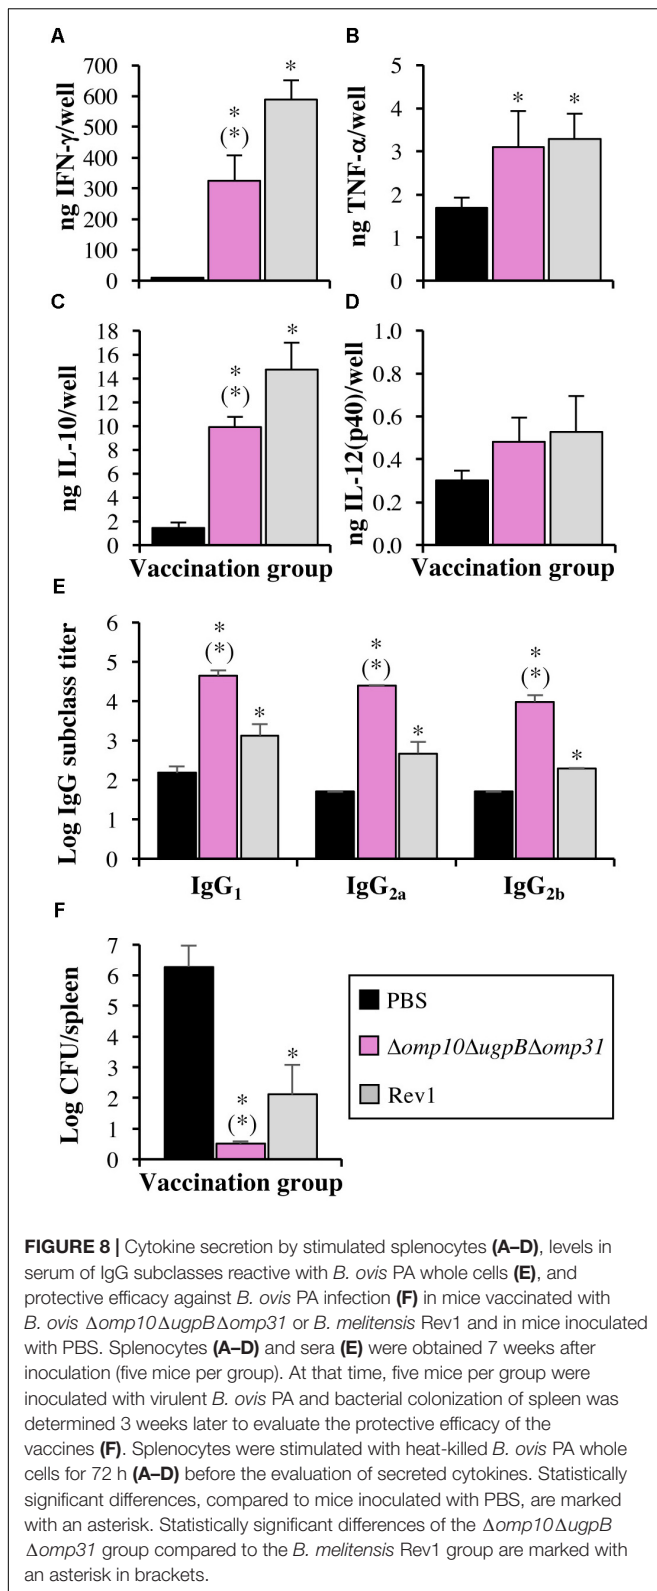 A
ng IFN-γ/well
700
600
500
400
300
200
100
0
*
(*)
*
B
ng TNF-α/well
5
4
3
2
1
0
*
*
C
ng IL-10/well
18
16
14
12
10
8
6
4
2
0
*
(*)
*
Vaccination group
D
ng IL-12(p40)/well
1.0
0.8
0.6
0.4
0.2
0.0
Vaccination group
E
Log IgG subclass titer
6
5
4
3
2
1
0
*
(*)
*
*
(*)
*
*
(*)
*
IgG₁ IgG₂ₐ IgG₂b
F
Log CFU/spleen
7
6
5
4
3
2
1
0
*
(*)
*
Vaccination group
PBS
Δomp10ΔugpBΔomp31
Rev1
FIGURE 8 | Cytokine secretion by stimulated splenocytes (A–D), levels in
serum of IgG subclasses reactive with B. ovis PA whole cells (E), and
protective efficacy against B. ovis PA infection (F) in mice vaccinated with
B. ovis Δomp10ΔugpBΔomp31 or B. melitensis Rev1 and in mice inoculated
with PBS. Splenocytes (A–D) and sera (E) were obtained 7 weeks after
inoculation (five mice per group). At that time, five mice per group were
inoculated with virulent B. ovis PA and bacterial colonization of spleen was
determined 3 weeks later to evaluate the protective efficacy of the
vaccines (F). Splenocytes were stimulated with heat-killed B. ovis PA whole
cells for 72 h (A–D) before the evaluation of secreted cytokines. Statistically
significant differences, compared to mice inoculated with PBS, are marked
with an asterisk. Statistically significant differences of the Δomp10ΔugpB
Δomp31 group compared to the B. melitensis Rev1 group are marked with
an asterisk in brackets.